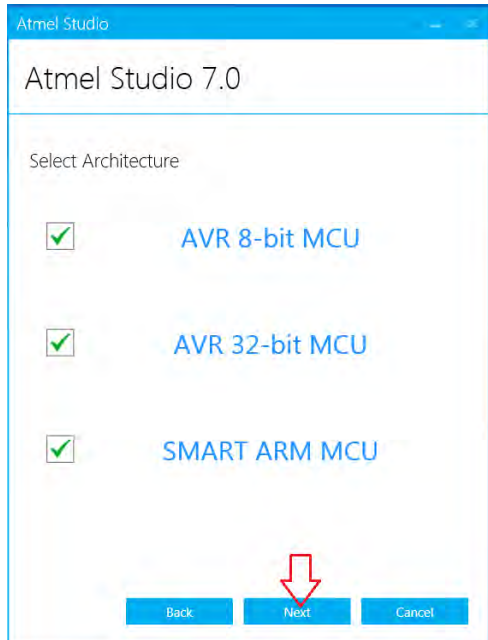 Atmel Studio
Atmel Studio 7.0
Select Architecture
AVR 8-bit MCU
AVR 32-bit MCU
SMART ARM MCU
Back Next Cancel